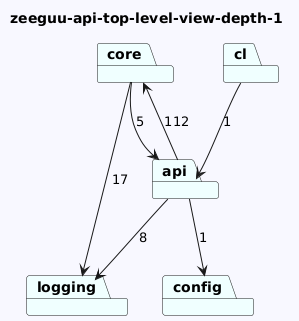 zeeguu-api-top-level-view-depth-1
core
cl
5
112
1
api
17
8
1
logging
config